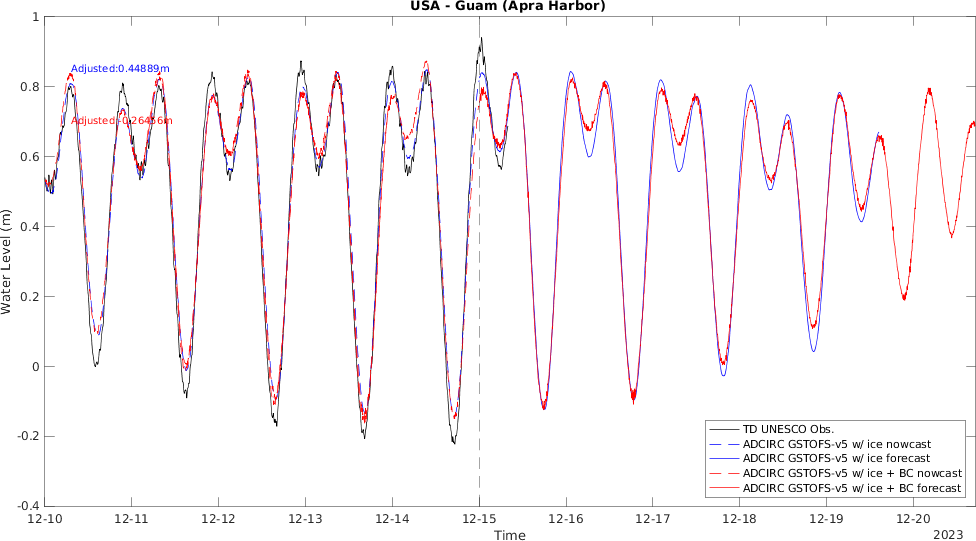 USA - Guam (Apra Harbor)
Water Level (m)
1
0.8
0.6
0.4
0.2
0
-0.2
-0.4
Adjusted:0.44889m
Adjusted:-0.26456m
TD UNESCO Obs.
ADCIRC GSTOFS-v5 w/ ice nowcast
ADCIRC GSTOFS-v5 w/ ice forecast
ADCIRC GSTOFS-v5 w/ ice + BC nowcast
ADCIRC GSTOFS-v5 w/ ice + BC forecast
12-10 12-11 12-12 12-13 12-14 12-15 12-16 12-17 12-18 12-19 12-20
Time
2023